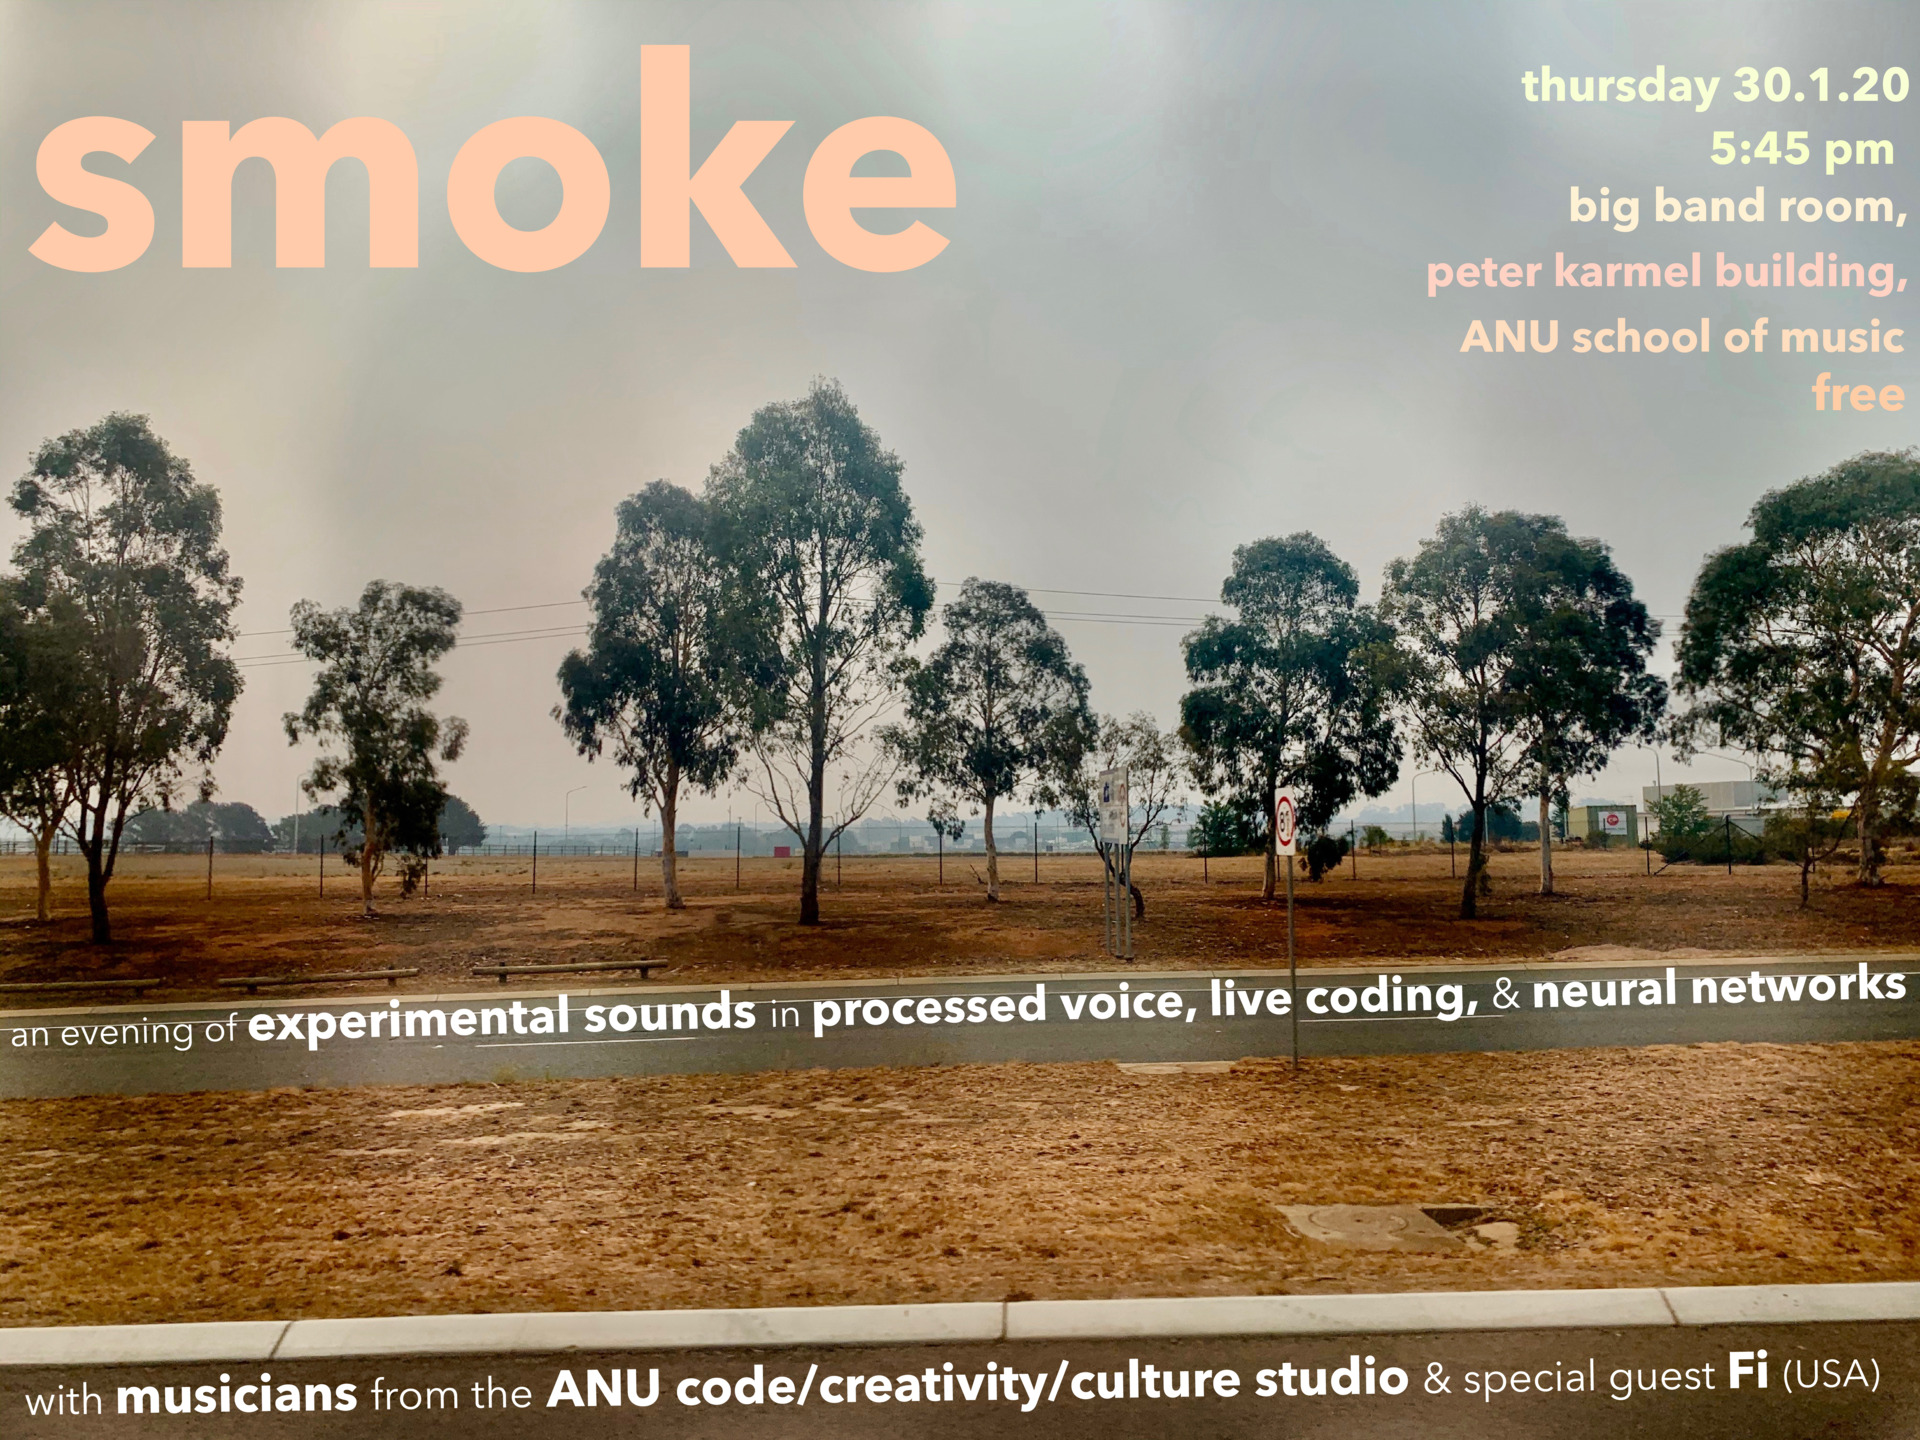 smoke
thursday 30.1.20
5:45 pm
big band room,
peter karmel building,
ANU school of music
free
an evening of experimental sounds in processed voice, live coding, & neural networks
with musicians from the ANU code/creativity/culture studio & special guest Fi (USA)